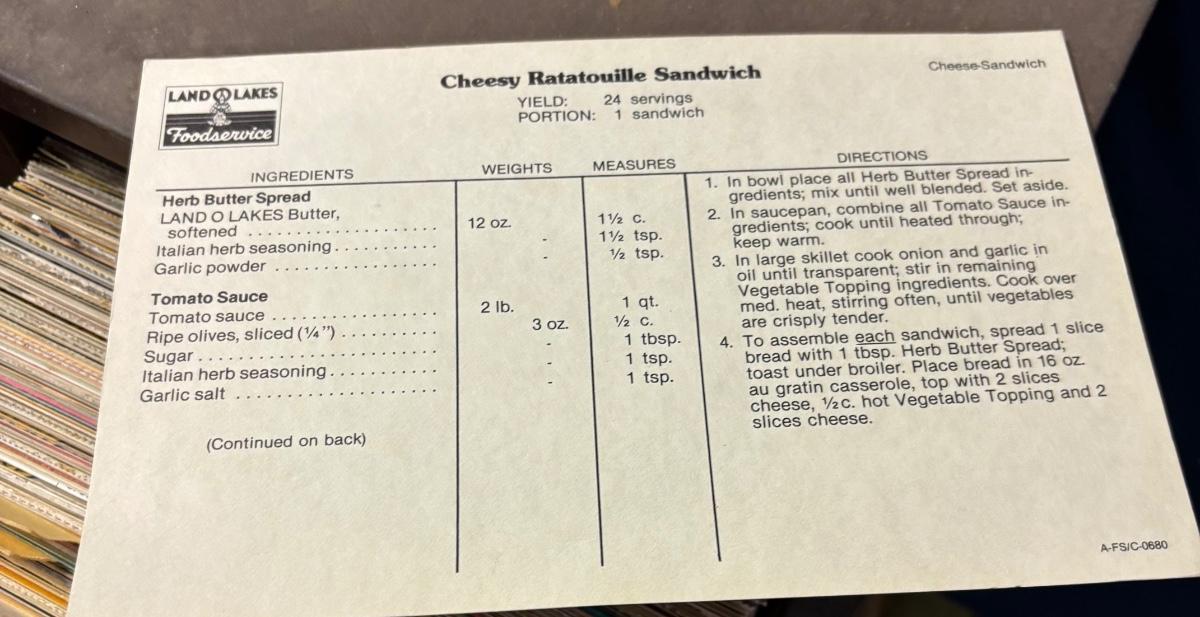 Cheese-Sandwich
LAND O LAKES
Foodservice
Cheesy Ratatouille Sandwich
YIELD: 24 servings
PORTION: 1 sandwich
INGREDIENTS WEIGHTS MEASURES DIRECTIONS
Herb Butter Spread
LAND O LAKES Butter,
softened . . . . . . . . . . . . . . . . . . . . 12 oz. 1½ c.
Italian herb seasoning . . . . . . . . . . . - 1½ tsp.
Garlic powder . . . . . . . . . . . . . . . . . - ½ tsp.
Tomato Sauce
Tomato sauce . . . . . . . . . . . . . . . . . 2 lb. 1 qt.
Ripe olives, sliced (¼") . . . . . . . . . . 3 oz. ½ c.
Sugar . . . . . . . . . . . . . . . . . . . . . . . . - 1 tbsp.
Italian herb seasoning . . . . . . . . . . . - 1 tsp.
Garlic salt . . . . . . . . . . . . . . . . . . . . - 1 tsp.
(Continued on back)
1. In bowl place all Herb Butter Spread in-
gredients; mix until well blended. Set aside.
2. In saucepan, combine all Tomato Sauce in-
gredients; cook until heated through;
keep warm.
3. In large skillet cook onion and garlic in
oil until transparent; stir in remaining
Vegetable Topping ingredients. Cook over
med. heat, stirring often, until vegetables
are crisply tender.
4. To assemble each sandwich, spread 1 slice
bread with 1 tbsp. Herb Butter Spread;
toast under broiler. Place bread in 16 oz.
au gratin casserole, top with 2 slices
cheese, ½c. hot Vegetable Topping and 2
slices cheese.
A-FS/C-0680